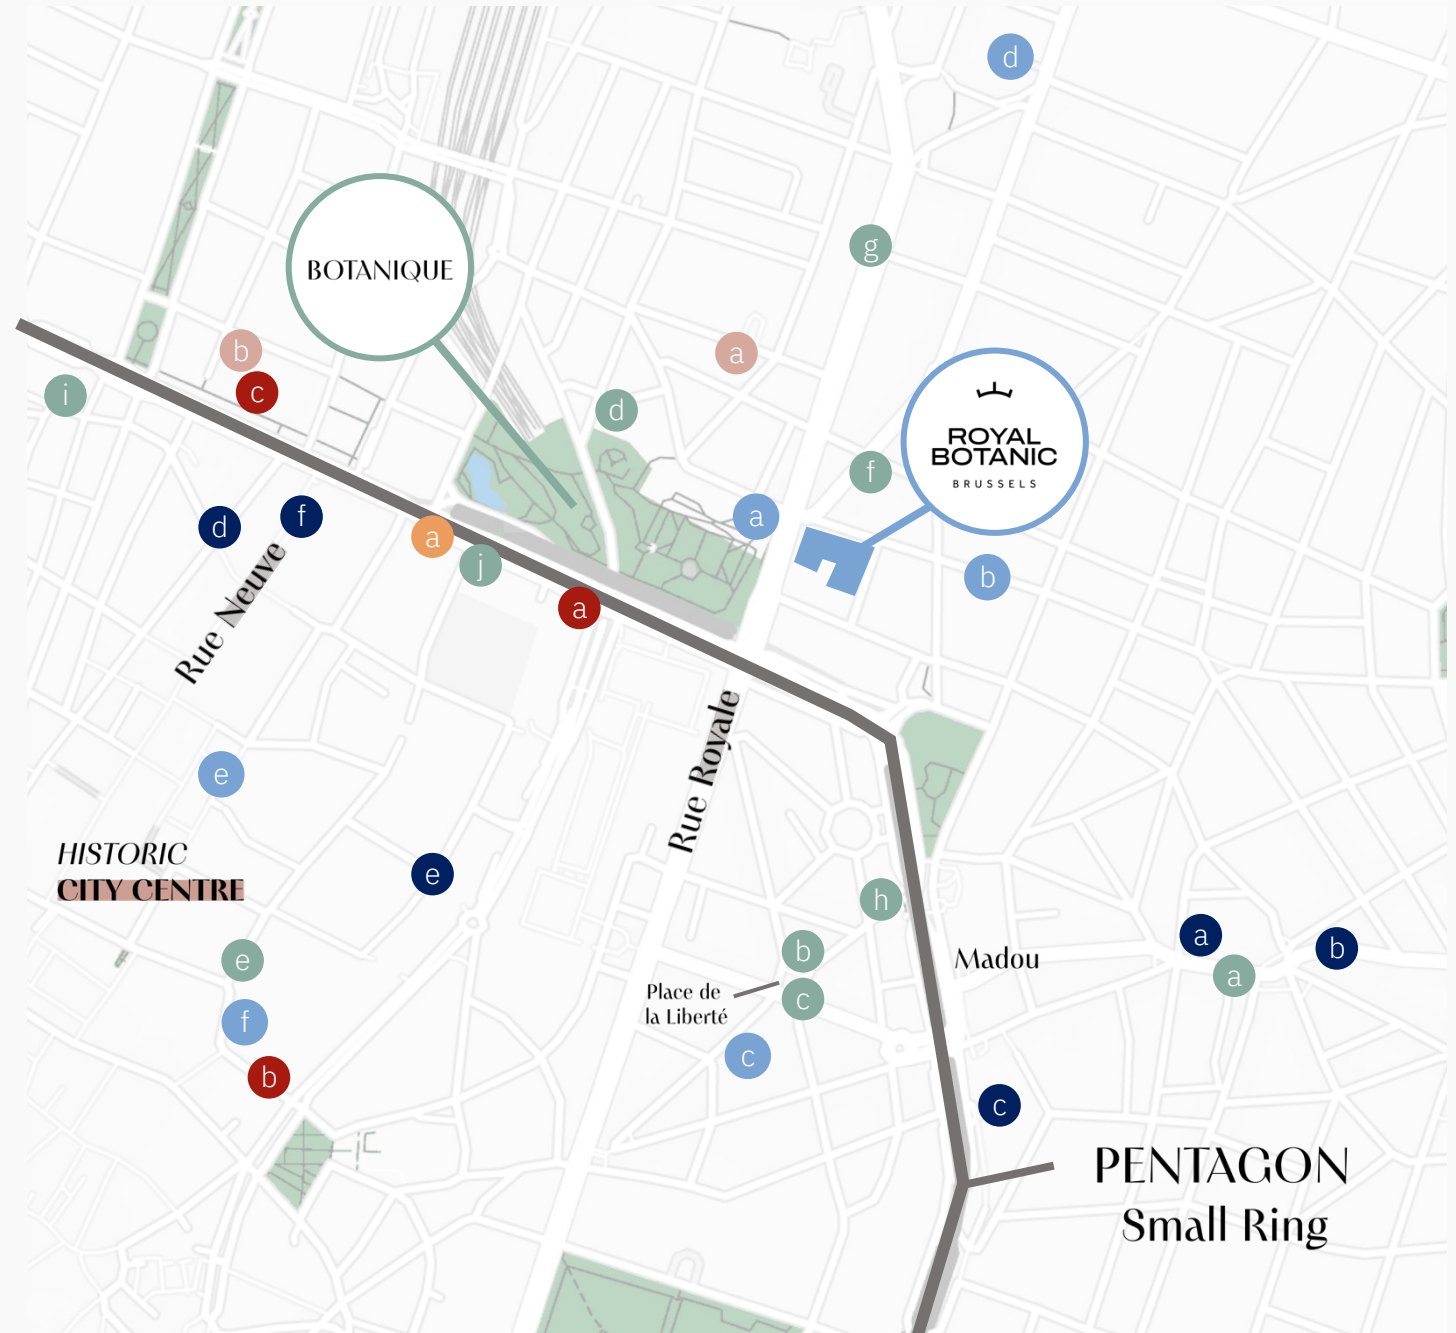 d
g
BOTANIQUE
b
a
c
i
d
ROYAL
BOTANIC
BRUSSELS
f
a
d
f
a
j
b
a
Rue Neuve
Rue Royale
e
HISTORIC
CITY CENTRE
e
h
a
b
b
Madou
e
a
Place de
la Liberté
c
f
c
b
c
PENTAGON
Small Ring